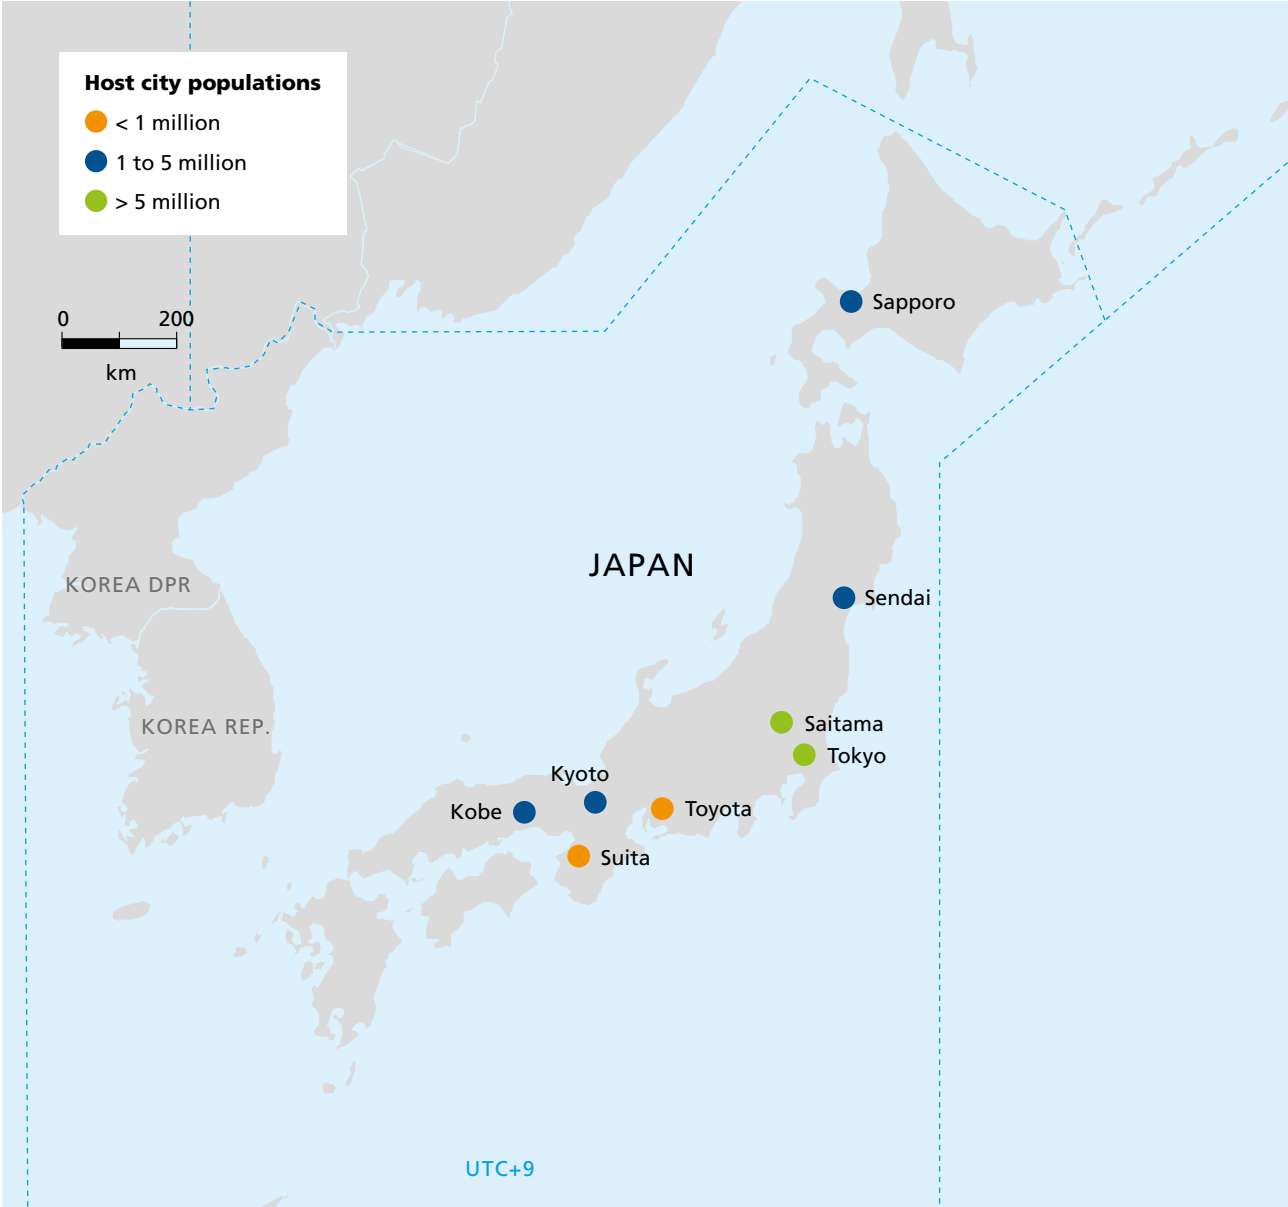 Host city populations
< 1 million
1 to 5 million
> 5 million
0 200
km
Sapporo
JAPAN
KOREA DPR
Sendai
KOREA REP.
Saitama
Tokyo
Kyoto
Kobe
Toyota
Suita
UTC+9